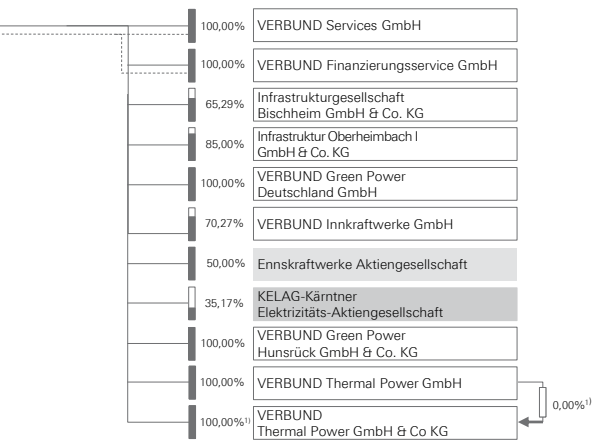 100,00% VERBUND Services GmbH
100,00% VERBUND Finanzierungsservice GmbH
65,29% Infrastrukturgesellschaft
Bischheim GmbH & Co. KG
85,00% Infrastruktur Oberheimbach I
GmbH & Co. KG
100,00% VERBUND Green Power
Deutschland GmbH
70,27% VERBUND Innkraftwerke GmbH
50,00% Ennskraftwerke Aktiengesellschaft
35,17% KELAG-Kärntner
Elektrizitäts-Aktiengesellschaft
100,00% VERBUND Green Power
Hunsrück GmbH & Co. KG
100,00% VERBUND Thermal Power GmbH
0,00%1)
100,00%1) VERBUND
Thermal Power GmbH & Co KG